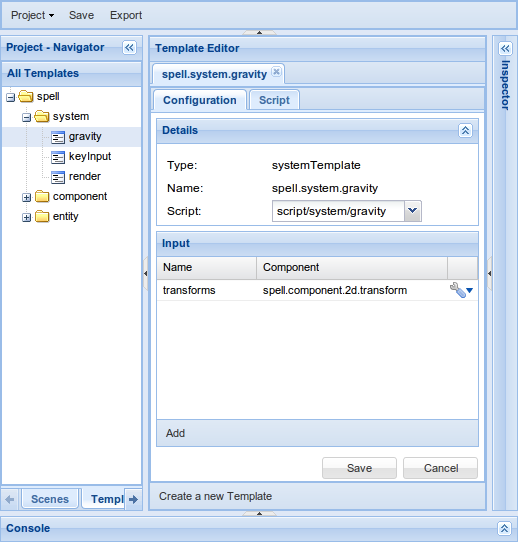 Project Save Export
Project - Navigator
All Templates
spell
system
gravity
keyInput
render
component
entity
Scenes Templ
Template Editor
spell.system.gravity
Configuration Script
Details
Type: systemTemplate
Name: spell.system.gravity
Script: script/system/gravity
Input
Name Component
transforms spell.component.2d.transform
Add
Save Cancel
Create a new Template
Inspector
Console